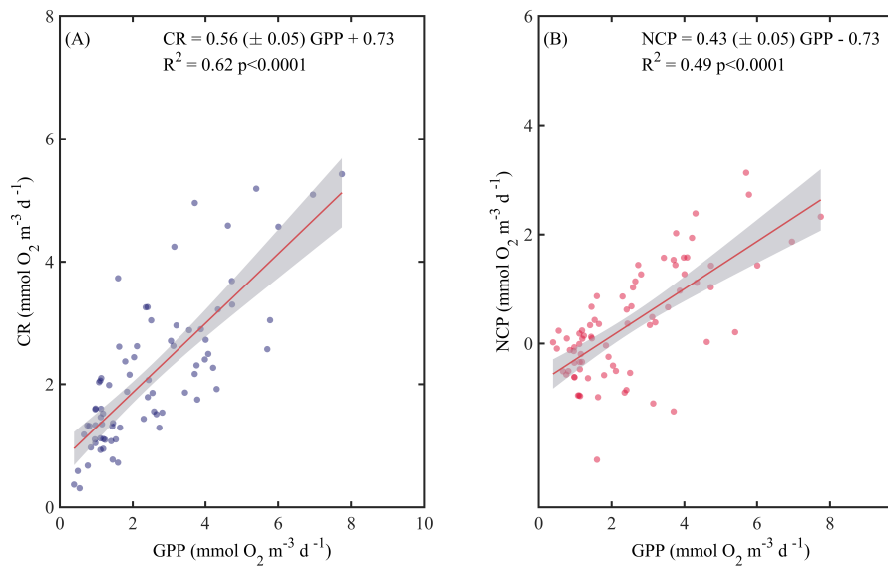 (A) CR = 0.56 (± 0.05) GPP + 0.73
R² = 0.62 p<0.0001
8
6
4
2
0
CR (mmol O₂ m⁻³ d⁻¹)
0 2 4 6 8 10
GPP (mmol O₂ m⁻³ d⁻¹)
(B) NCP = 0.43 (± 0.05) GPP - 0.73
R² = 0.49 p<0.0001
6
4
2
0
NCP (mmol O₂ m⁻³ d⁻¹)
0 2 4 6 8
GPP (mmol O₂ m⁻³ d⁻¹)